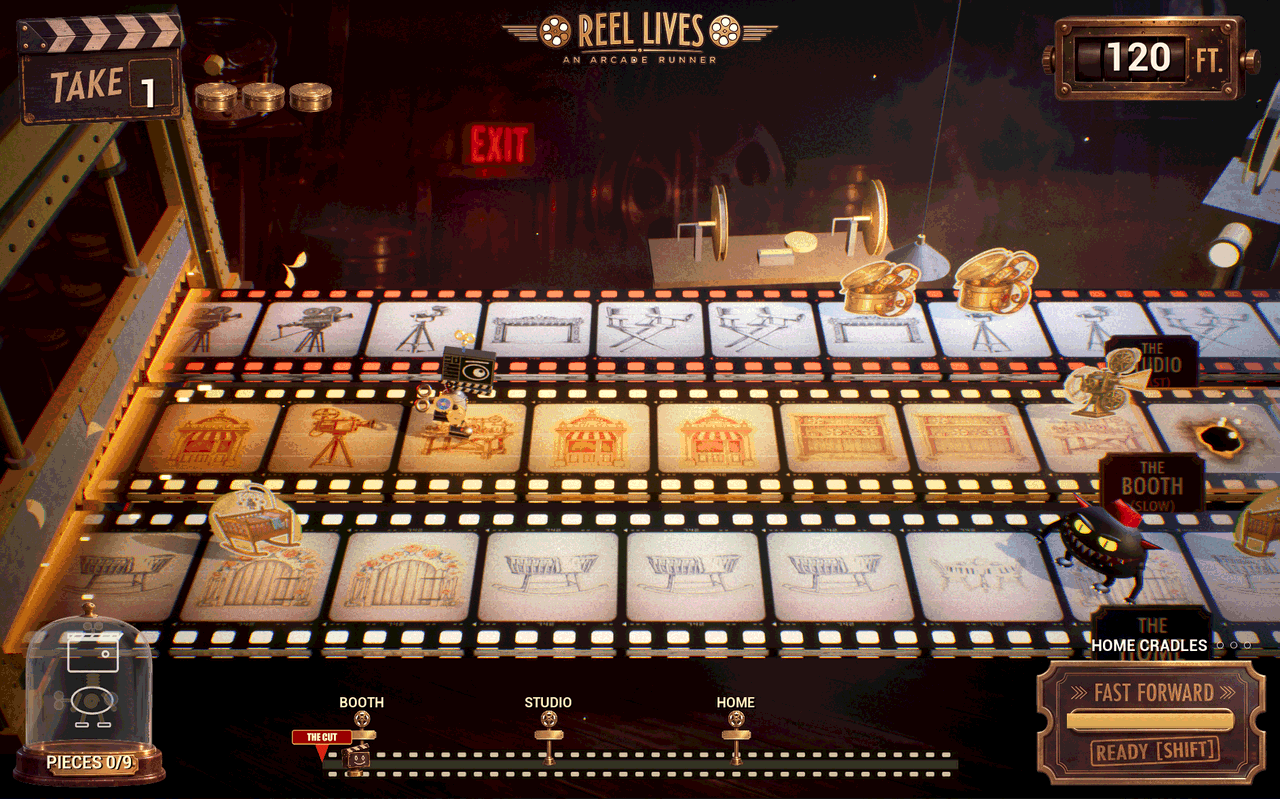 TAKE 1
REEL LIVES
AN ARCADE RUNNER
120 FT.
EXIT
THE
THE
BOOTH
(SLOW)
THE
HOME CRADLES
FAST FORWARD
READY [SHIFT]
PIECES 0/9
BOOTH
STUDIO
HOME
THE CUT